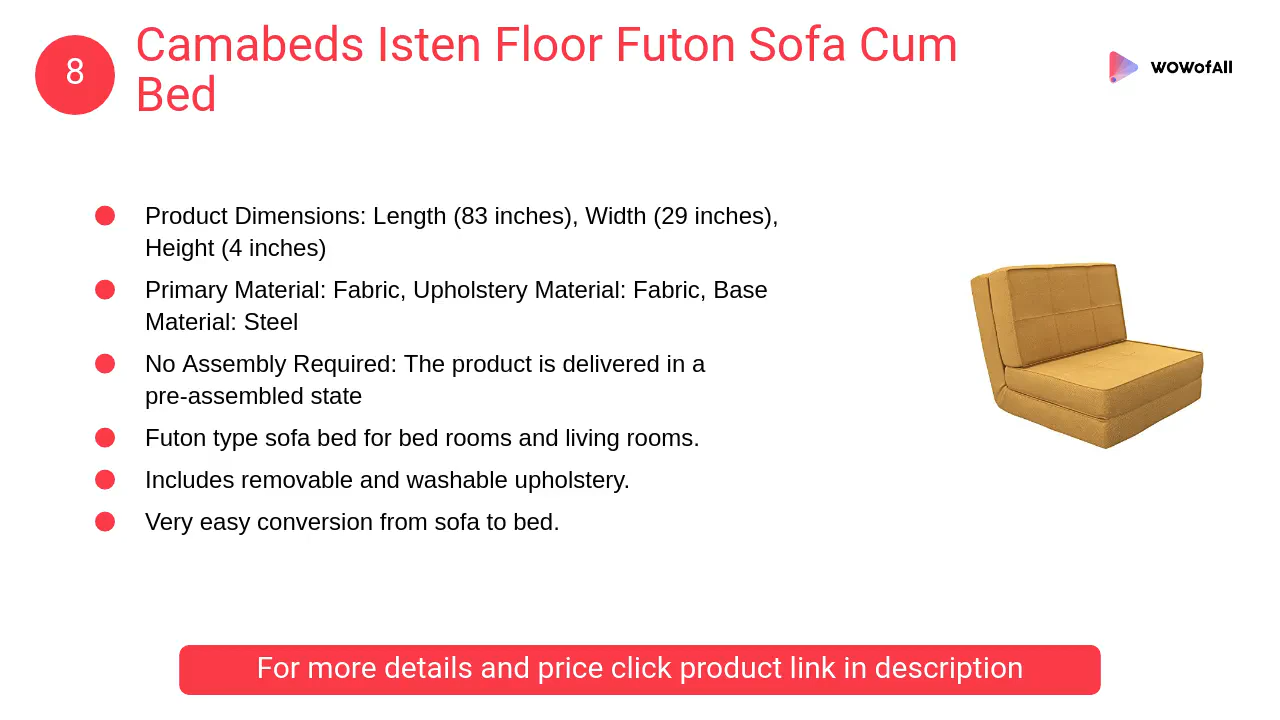 8
Camabeds Isten Floor Futon Sofa Cum
Bed
WOWofAll
Product Dimensions: Length (83 inches), Width (29 inches),
Height (4 inches)
Primary Material: Fabric, Upholstery Material: Fabric, Base
Material: Steel
No Assembly Required: The product is delivered in a
pre-assembled state
Futon type sofa bed for bed rooms and living rooms.
Includes removable and washable upholstery.
Very easy conversion from sofa to bed.
For more details and price click product link in description